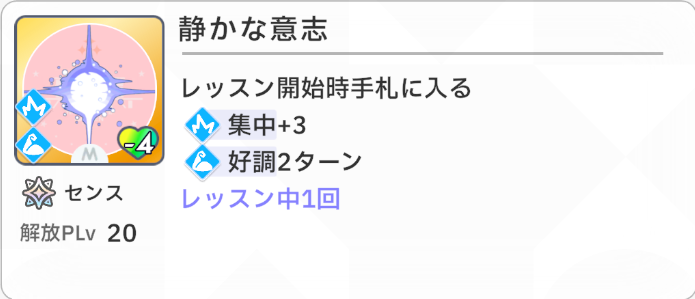 静かな意志
レッスン開始時手札に入る
集中+3
好調2ターン
レッスン中1回
-4
M
センス
解放PLv 20